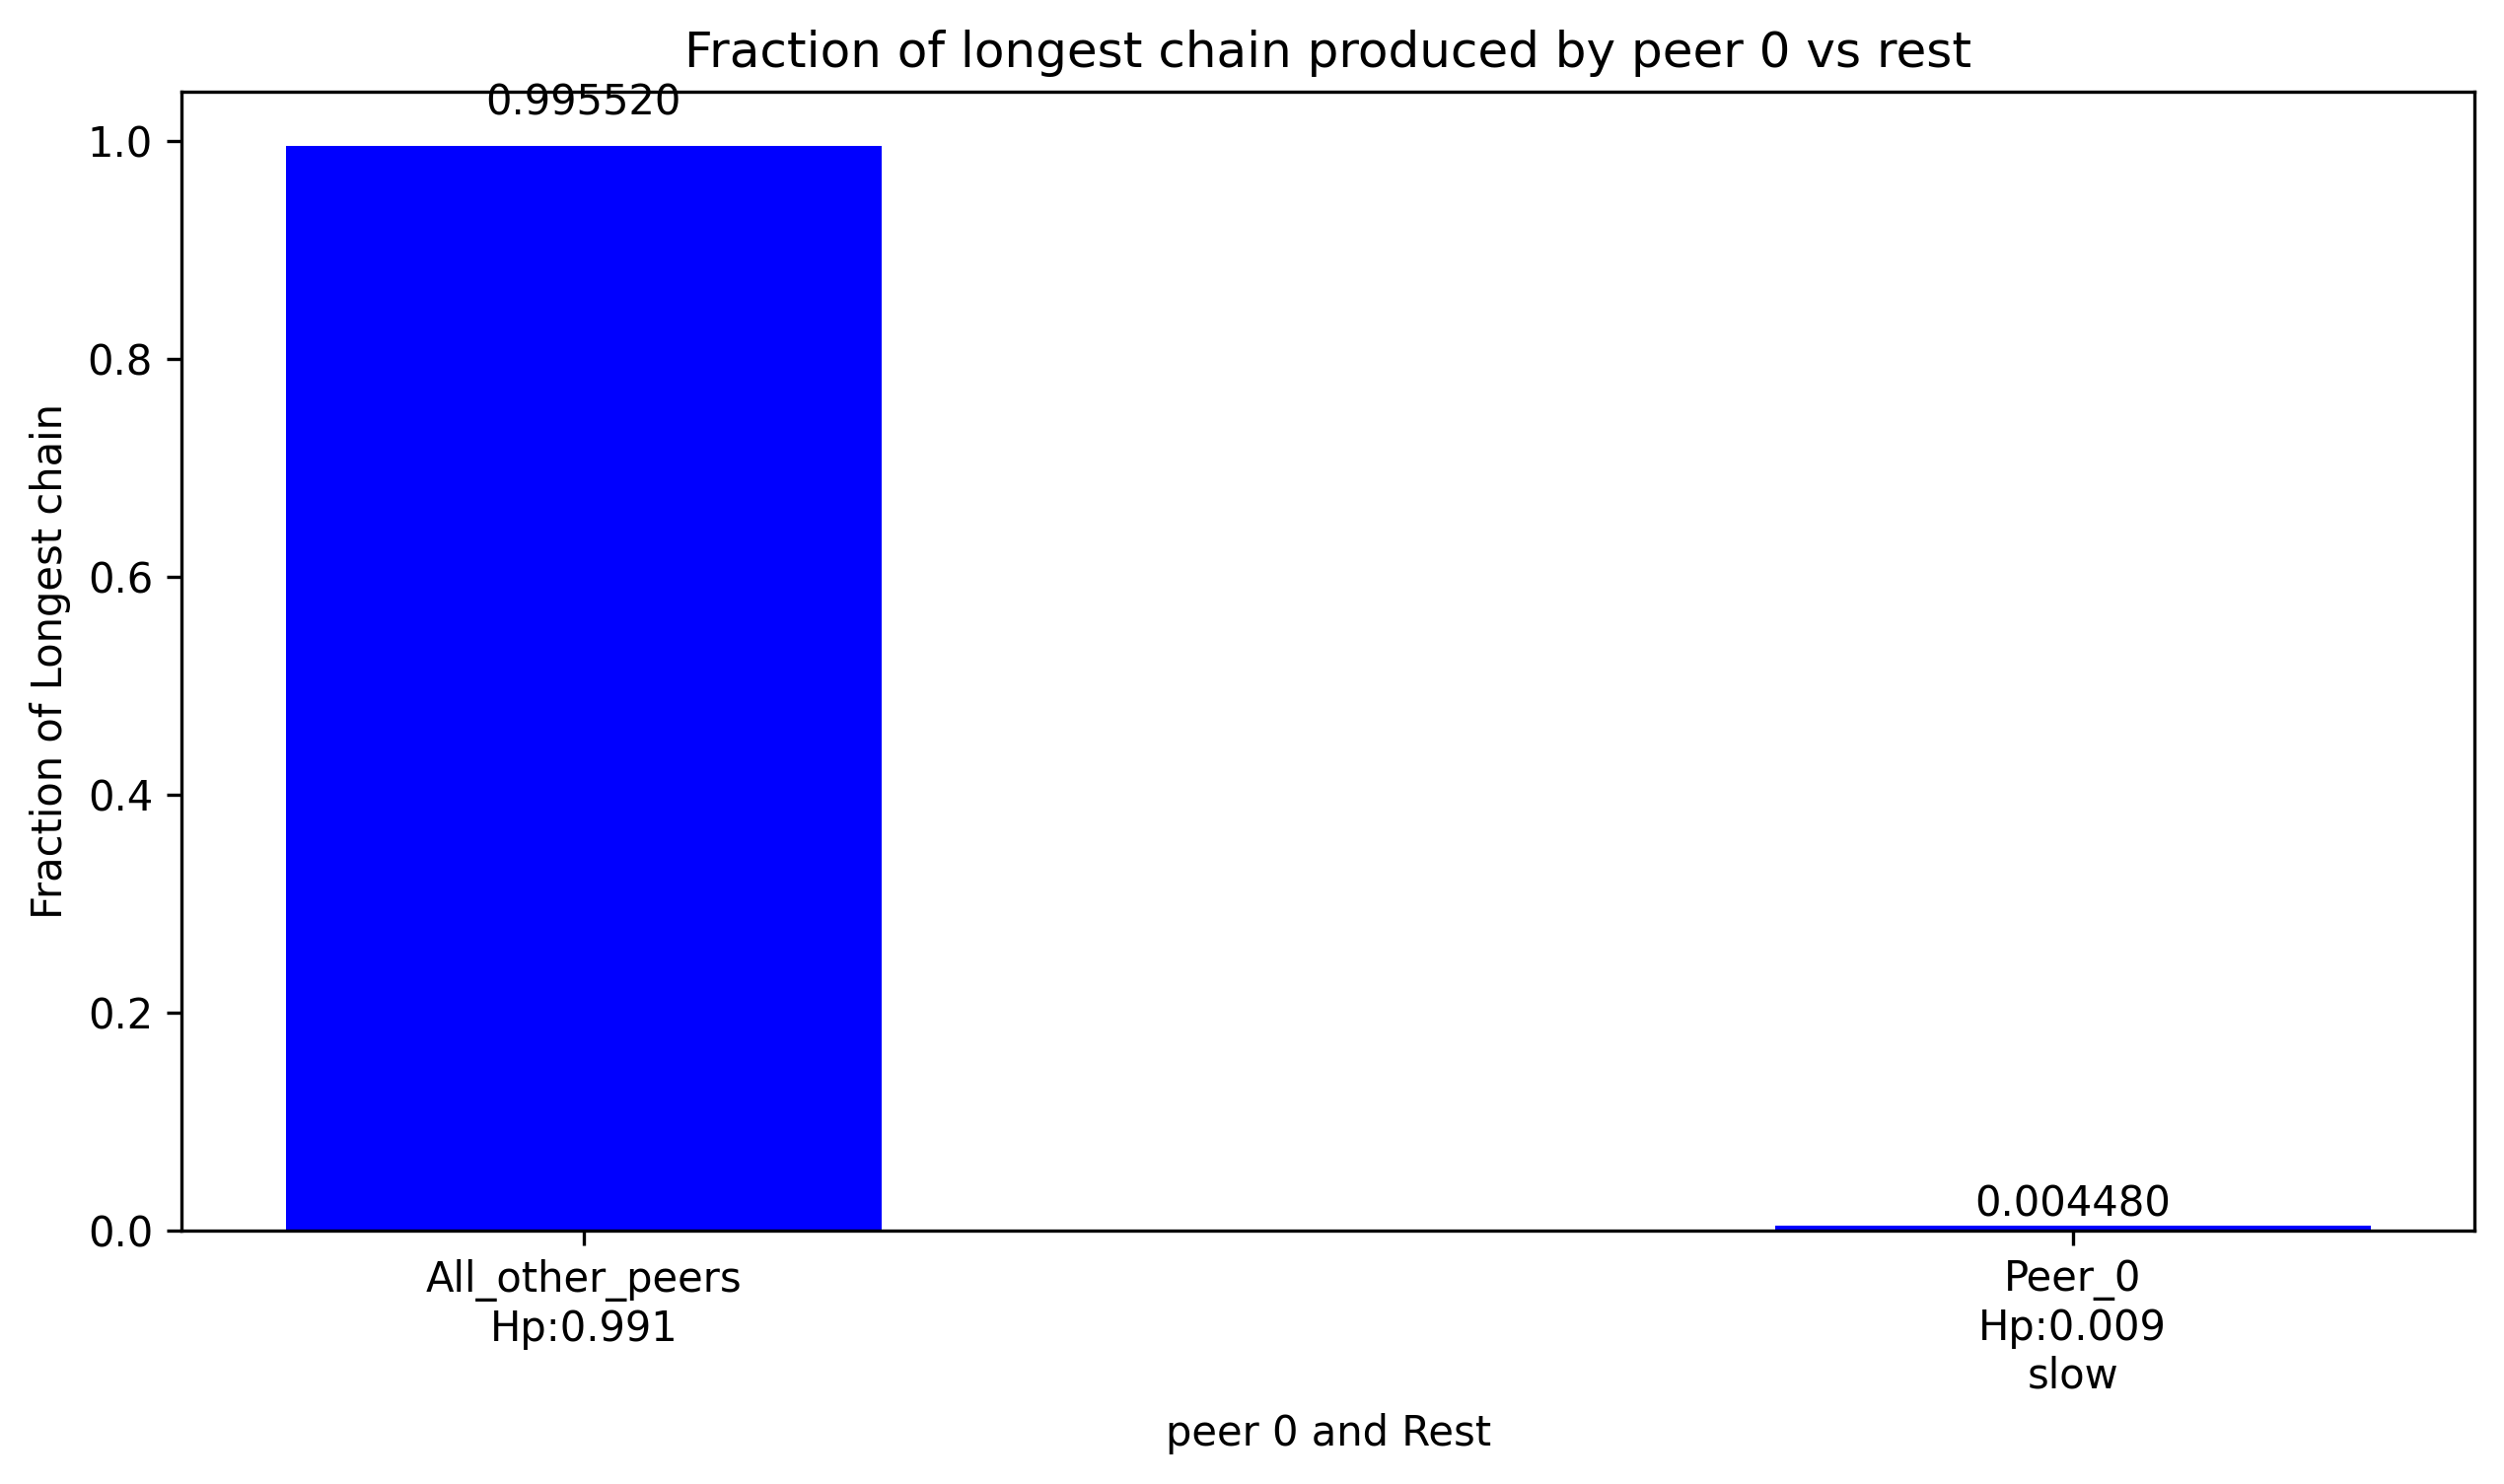 Fraction of longest chain produced by peer 0 vs rest
0.995520
1.0
0.8
0.6
0.4
0.2
0.0
Fraction of Longest chain
0.004480
All_other_peers
Hp:0.991
Peer_0
Hp:0.009
slow
peer 0 and Rest